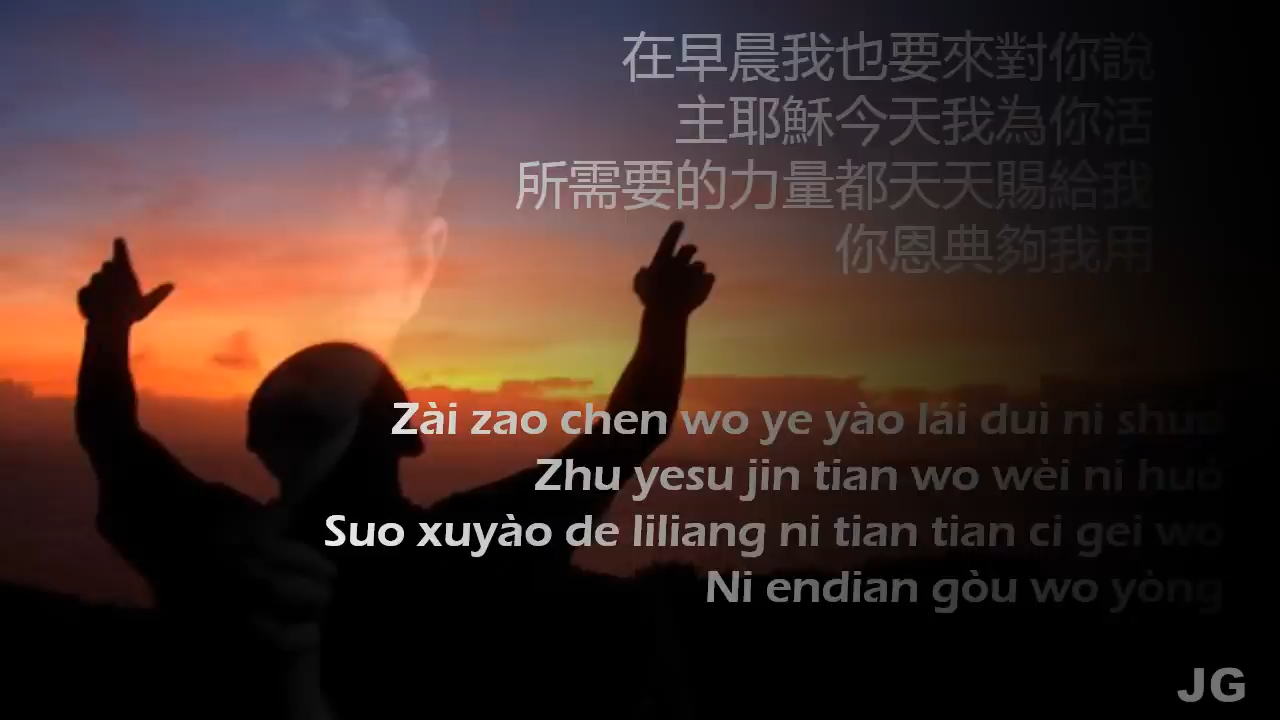 在早晨我也要來對你說
主耶穌今天我為你活
所需要的力量都天天賜給我
你恩典夠我用
Zài zao chen wo ye yào lái duì ni shuo
Zhu yesu jin tian wo wèi ni huó
Suo xuyào de liliang ni tian tian ci gei wo
Ni endian gòu wo yòng
JG